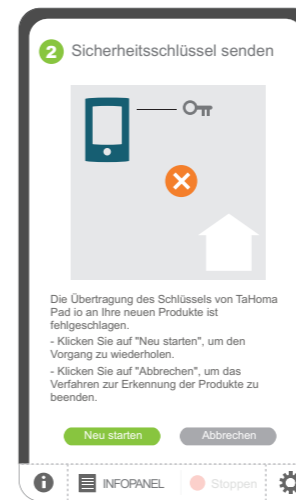 2 Sicherheitsschlüssel senden
Die Übertragung des Schlüssels von TaHoma
Pad io an Ihre neuen Produkte ist
fehlgeschlagen.
- Klicken Sie auf "Neu starten", um den
Vorgang zu wiederholen.
- Klicken Sie auf "Abbrechen", um das
Verfahren zur Erkennung der Produkte zu
beenden.
Neu starten Abbrechen
INFOPANEL Stoppen